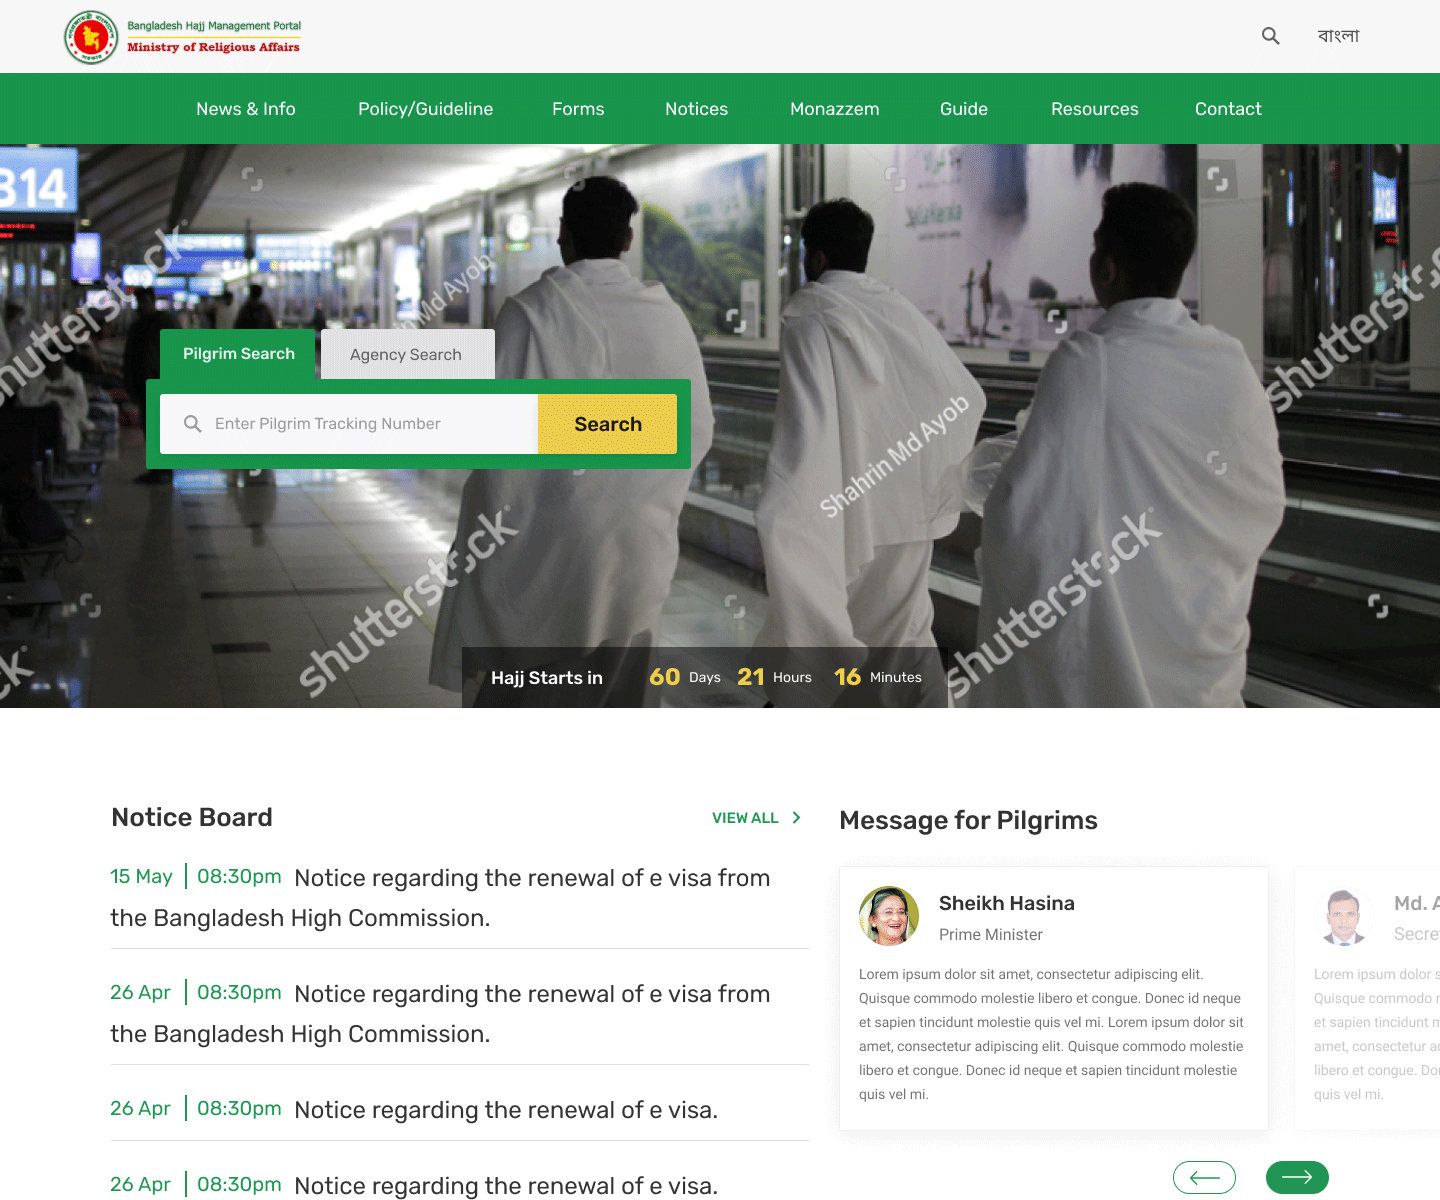 Bangladesh Hajj Management Portal
Ministry of Religious Affairs
বাংলা
News & Info
Policy/Guideline
Forms
Notices
Monazzem
Guide
Resources
Contact
314
shutterstock
Shahrin Md Ayob
shutterstock
Pilgrim Search
Agency Search
Enter Pilgrim Tracking Number
Search
Shahrin Md Ayob
shutterstock
shutterstock
Hajj Starts in 60 Days 21 Hours 16 Minutes
Notice Board
VIEW ALL
15 May 08:30pm Notice regarding the renewal of e visa from
the Bangladesh High Commission.
26 Apr 08:30pm Notice regarding the renewal of e visa from
the Bangladesh High Commission.
26 Apr 08:30pm Notice regarding the renewal of e visa.
26 Apr 08:30pm Notice regarding the renewal of e visa.
Message for Pilgrims
Sheikh Hasina
Prime Minister
Lorem ipsum dolor sit amet, consectetur adipiscing elit.
Quisque commodo molestie libero et congue. Donec id neque
et sapien tincidunt molestie quis vel mi. Lorem ipsum dolor sit
amet, consectetur adipiscing elit. Quisque commodo molestie
libero et congue. Donec id neque et sapien tincidunt molestie
quis vel mi.
Md. A
Secre
Lorem ipsum dolor s
Quisque commodo
et sapien tincidunt m
amet, consectetur a
libero et congue. Do
quis vel mi.